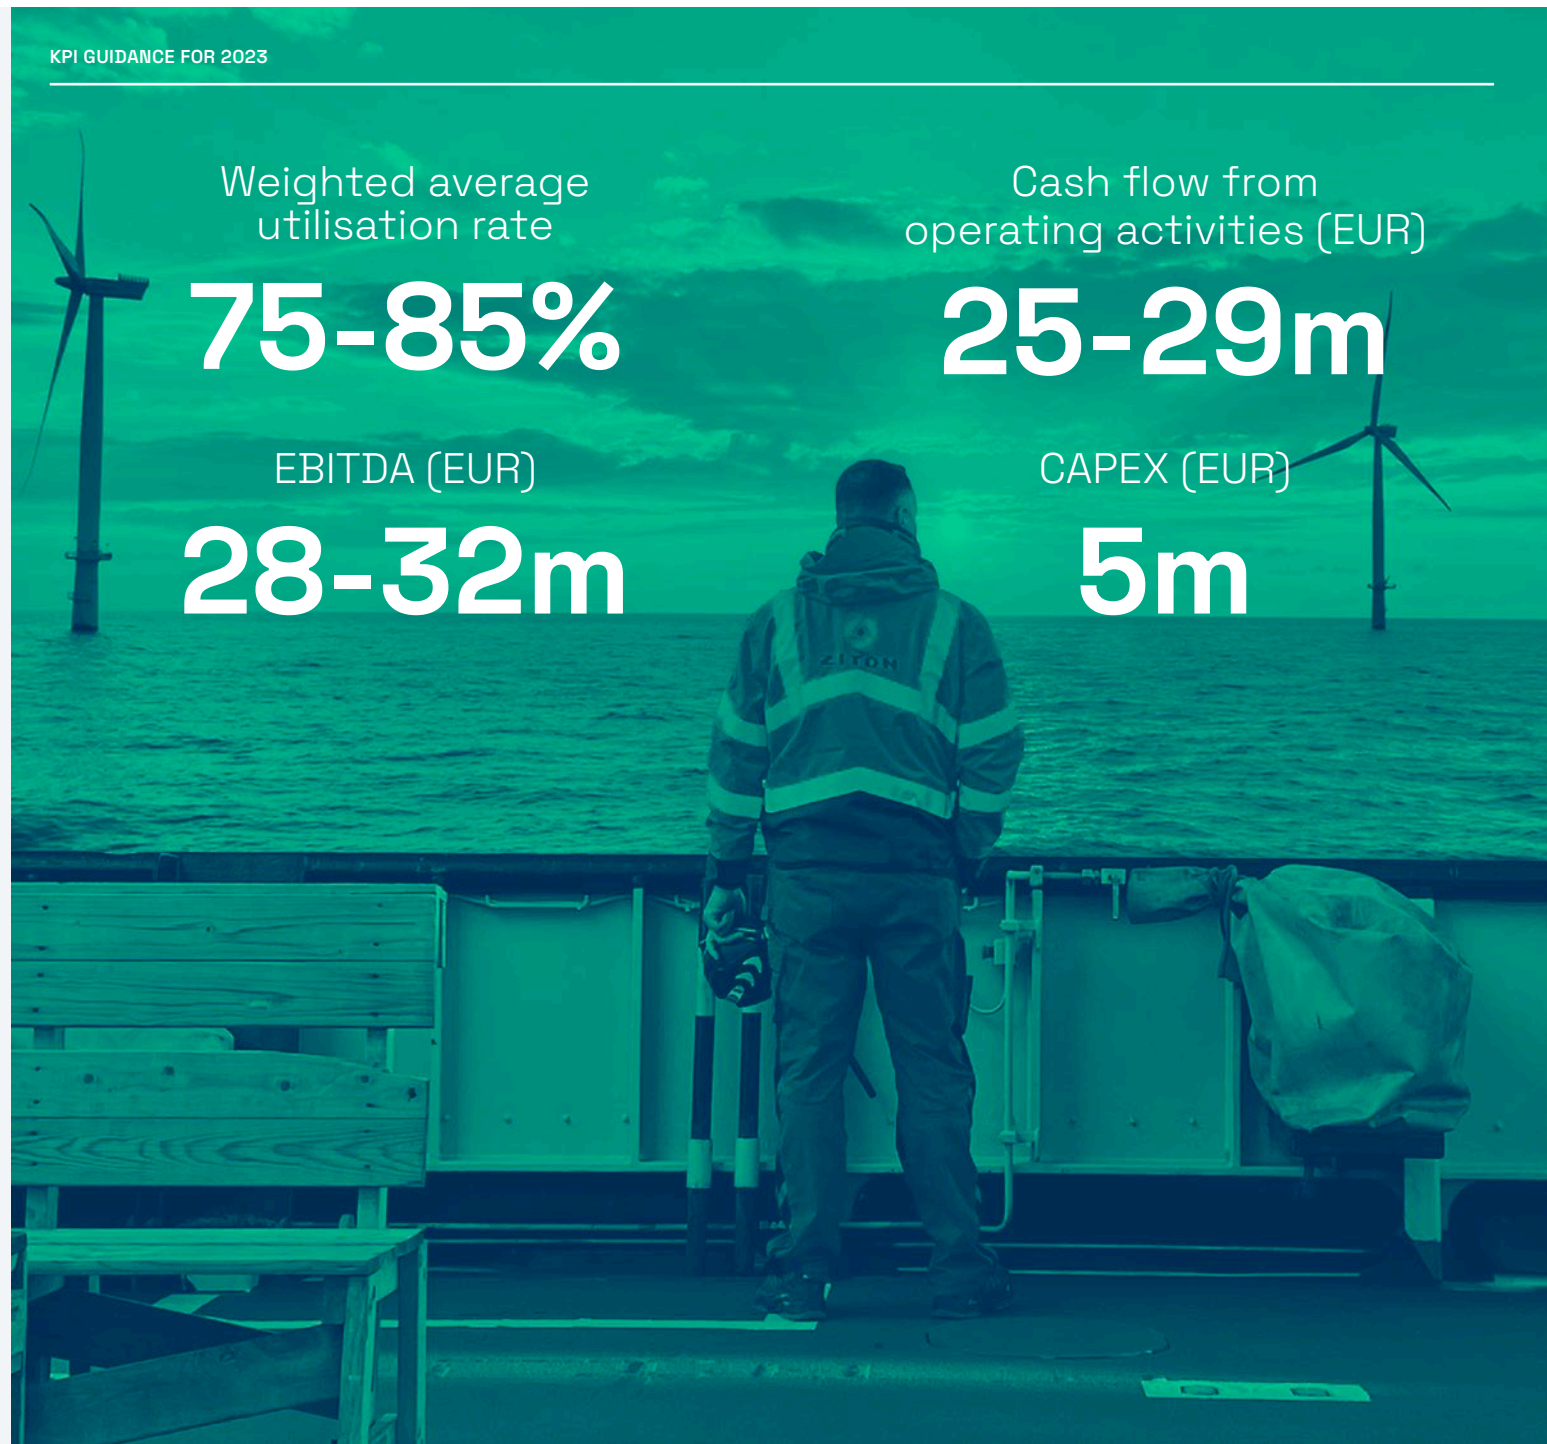 KPI GUIDANCE FOR 2023
Weighted average
utilisation rate
75-85%
Cash flow from
operating activities (EUR)
25-29m
EBITDA (EUR)
28-32m
CAPEX (EUR)
5m
ZITON